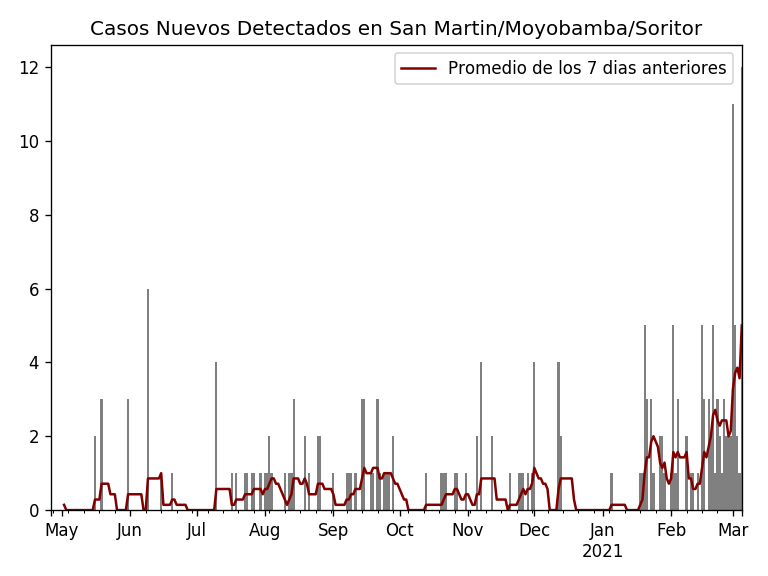 Casos Nuevos Detectados en San Martin/Moyobamba/Soritor
Promedio de los 7 dias anteriores
12
10
8
6
4
2
0
May Jun Jul Aug Sep Oct Nov Dec Jan Feb Mar
2021